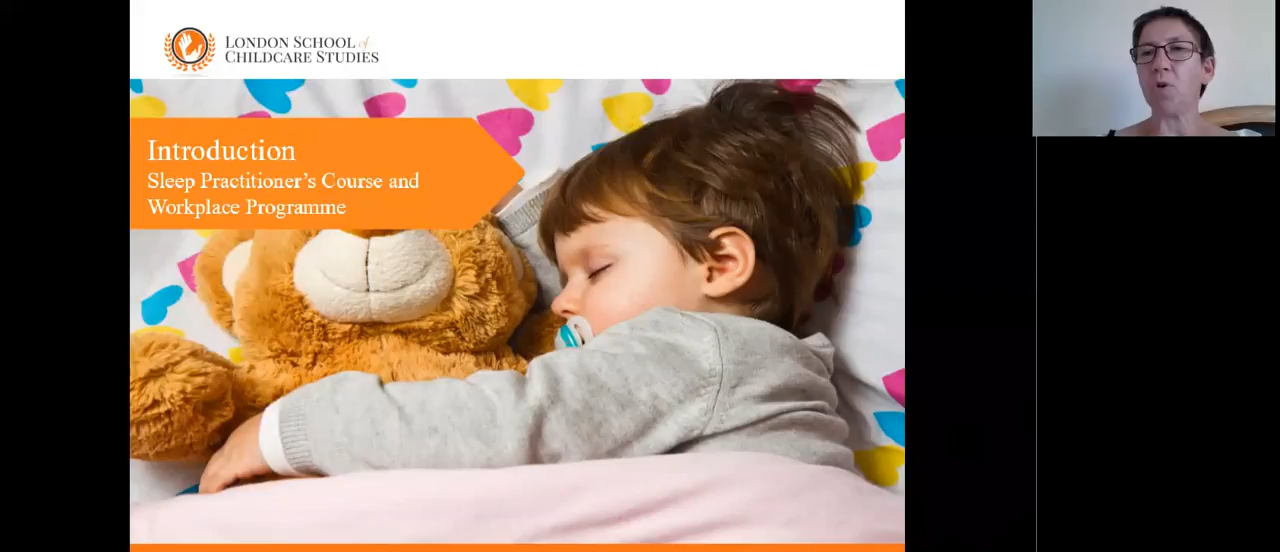 LONDON SCHOOL of
CHILDCARE STUDIES
Introduction
Sleep Practitioner's Course and
Workplace Programme